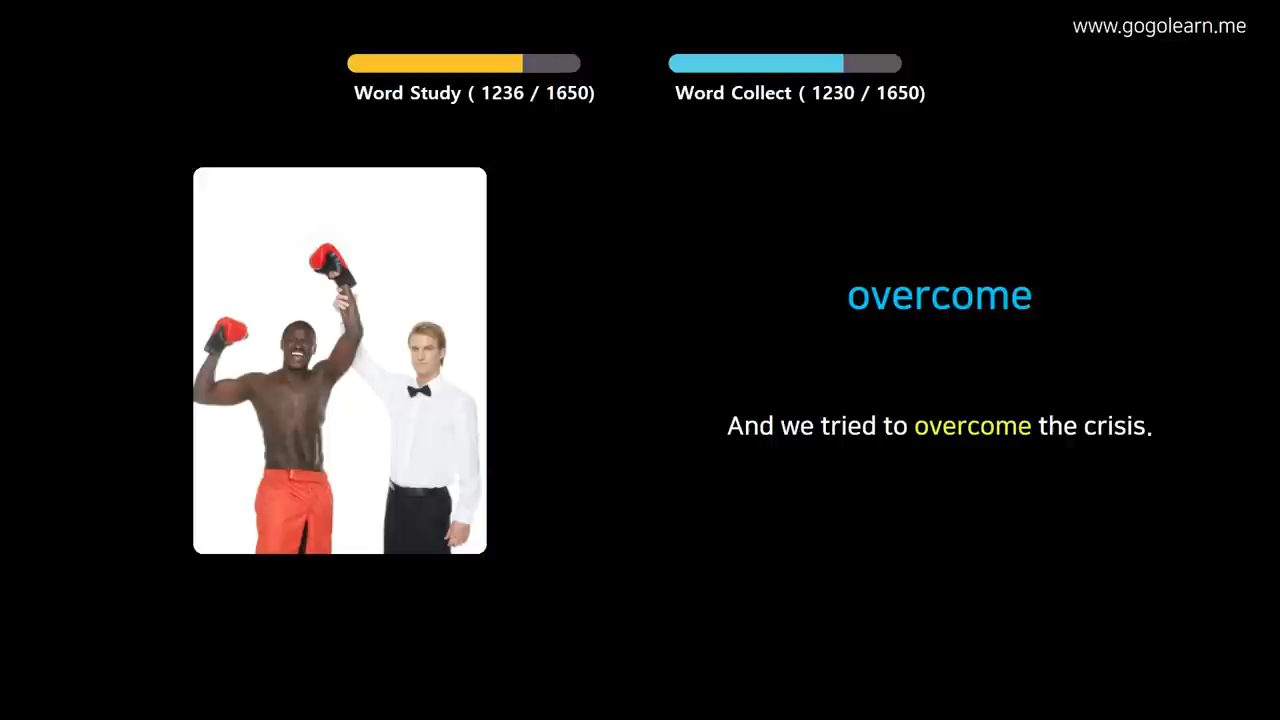 www.gogolearn.me
Word Study ( 1236 / 1650)
Word Collect ( 1230 / 1650)
overcome
And we tried to overcome the crisis.